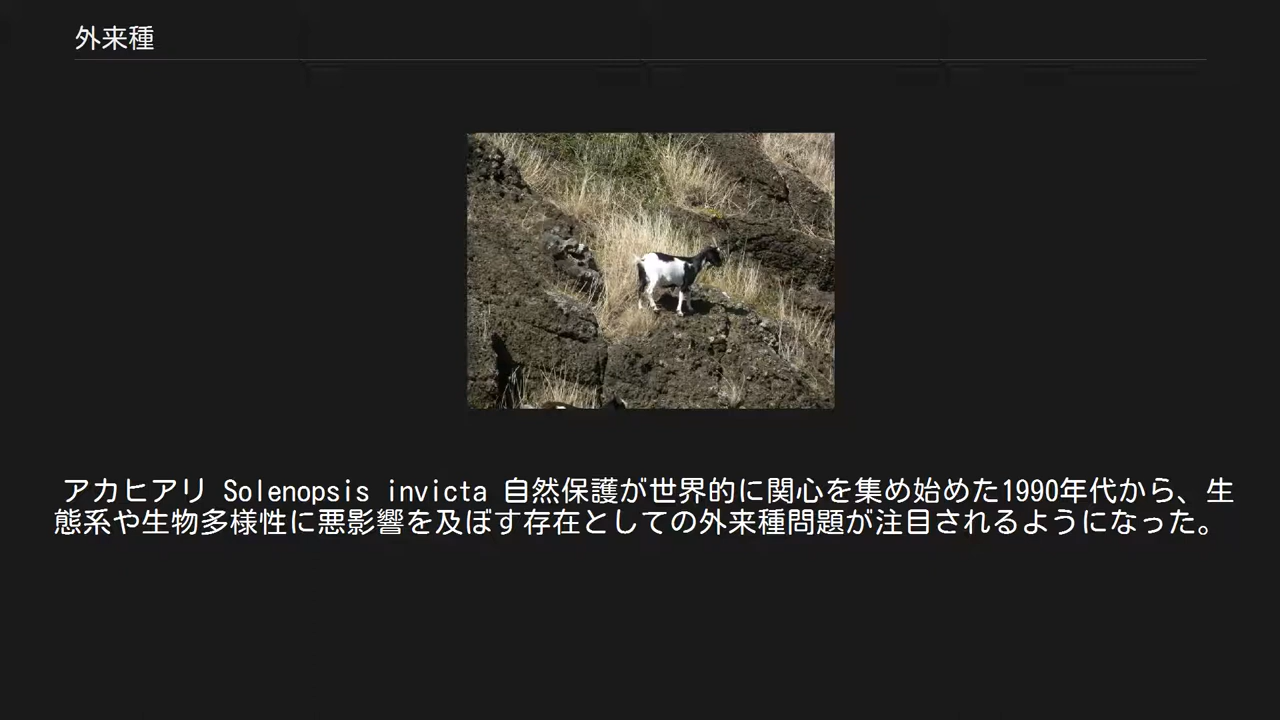 外来種
アカヒアリ Solenopsis invicta 自然保護が世界的に関心を集め始めた1990年代から、生
態系や生物多様性に悪影響を及ぼす存在としての外来種問題が注目されるようになった。